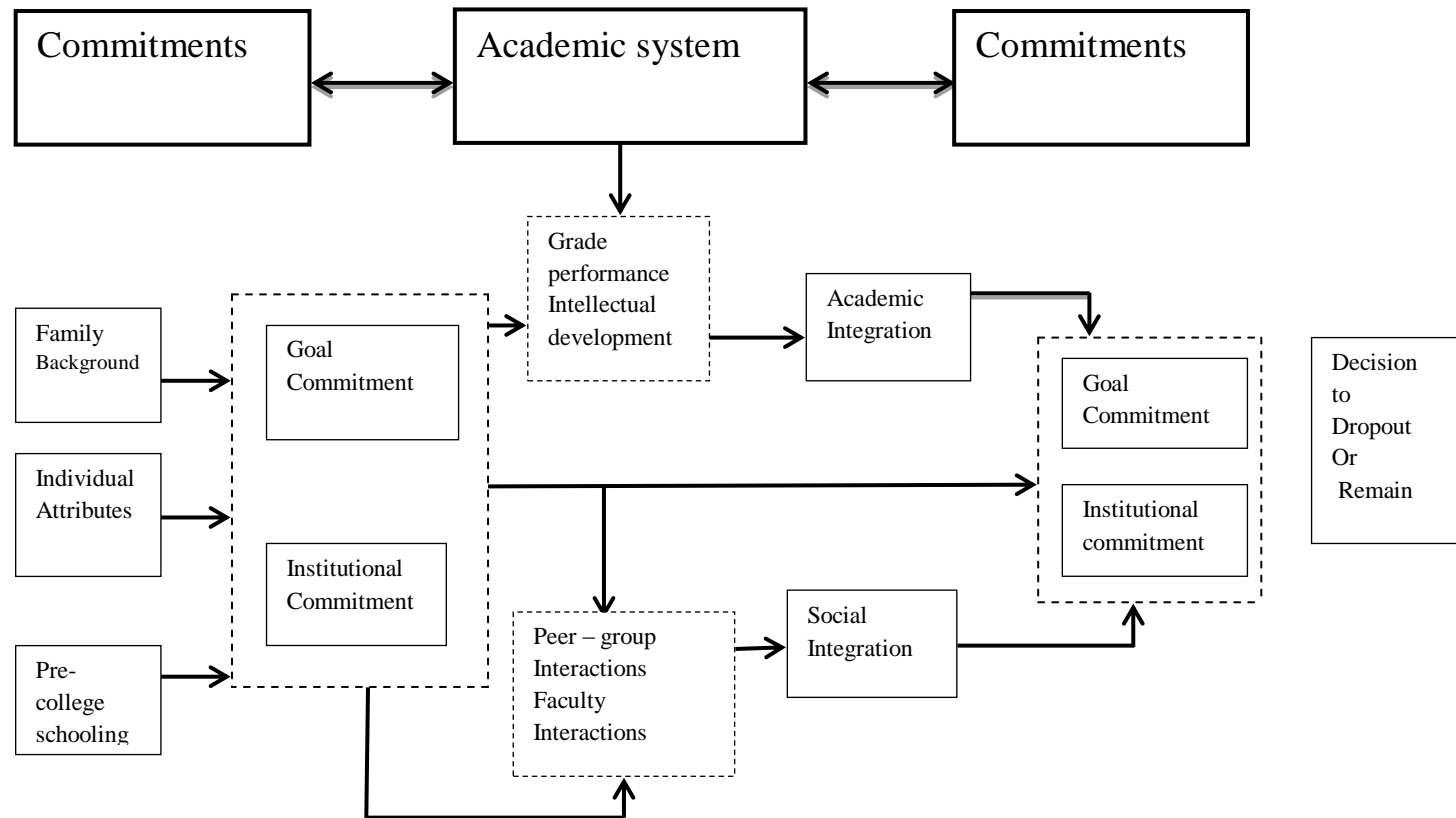 Commitments
Academic system
Commitments
Family
Background
Individual
Attributes
Pre-
college
schooling
Goal
Commitment
Institutional
Commitment
Grade
performance
Intellectual
development
Academic
Integration
Peer – group
Interactions
Faculty
Interactions
Social
Integration
Goal
Commitment
Institutional
commitment
Decision
to
Dropout
Or
Remain